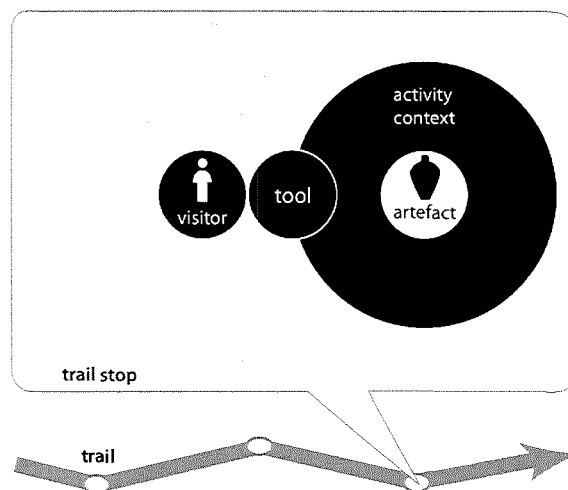 activity
context
visitor
tool
artefact
trail stop
trail